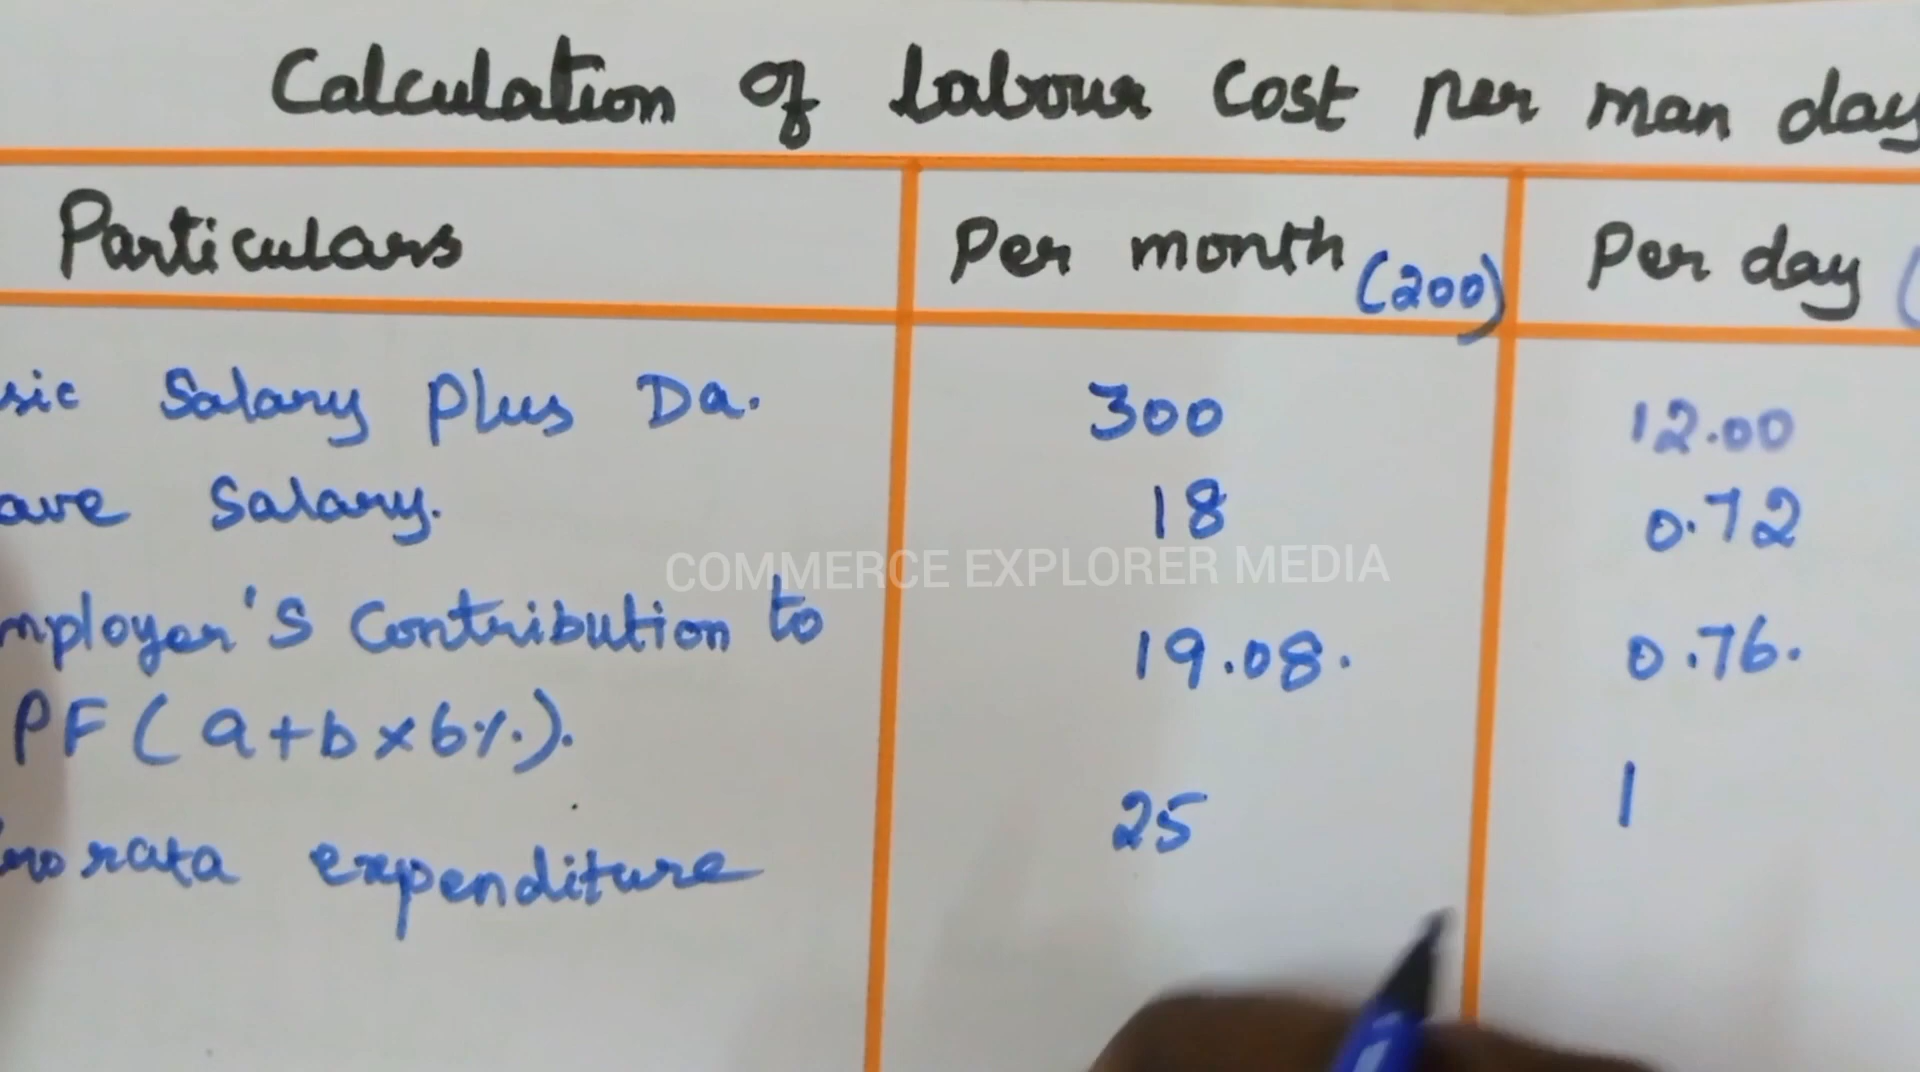 Calculation of labour cost per man day
Particulars Per month (200) Per day (
sic Salary Plus Da. 300 12.00
ave Salary. 18 0.72
COMMERCE EXPLORER MEDIA
mployer's Contribution to 19.08. 0.76.
PF (a+b×6%).
rorata expenditure 25 1